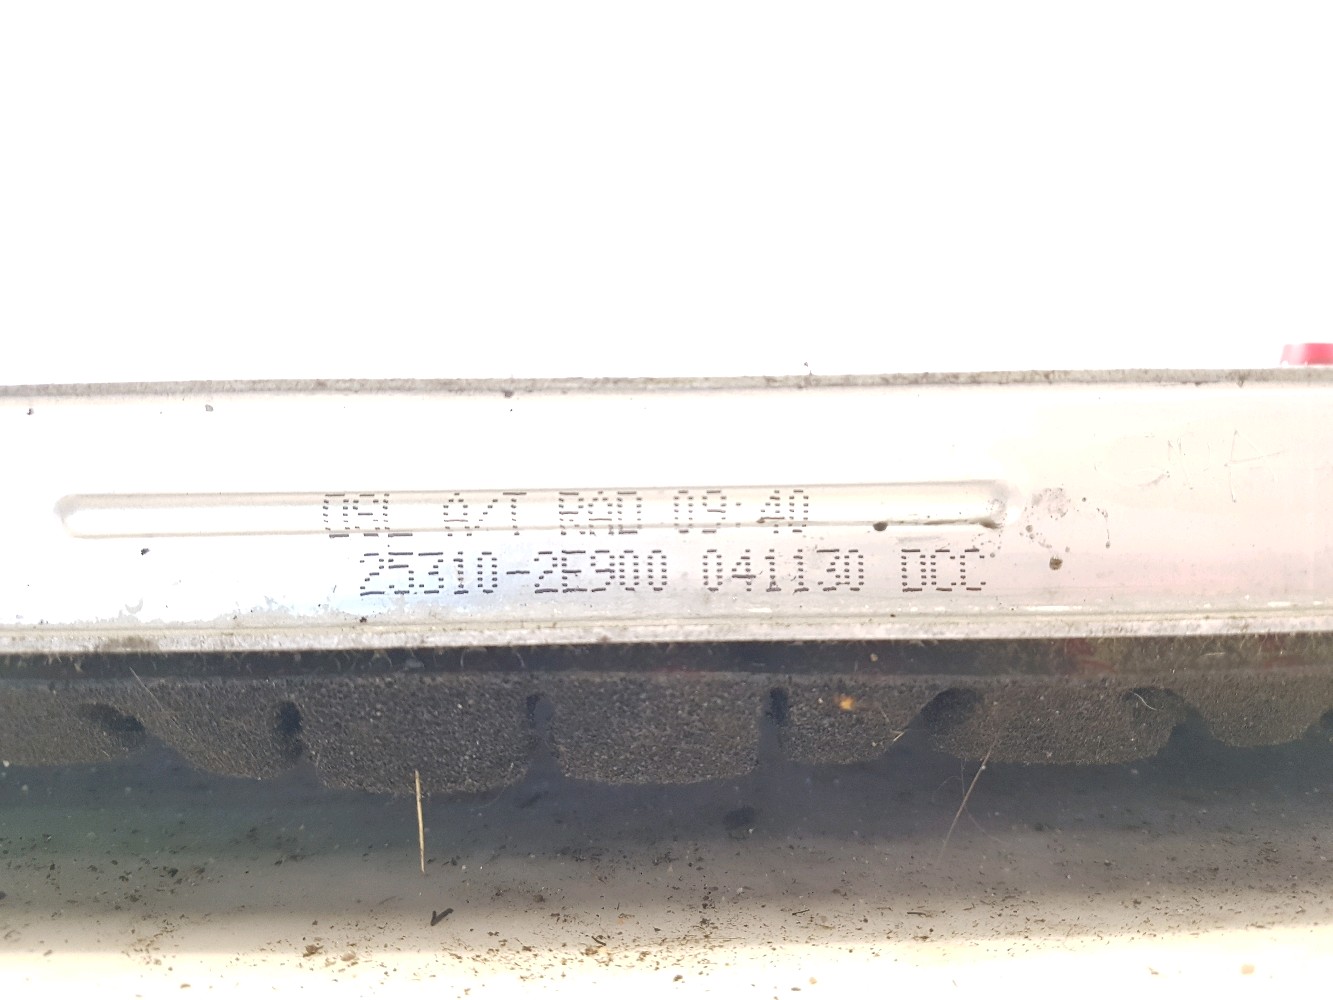 DSL A/T RAD 09:40
25310-2E900 041130 DCC